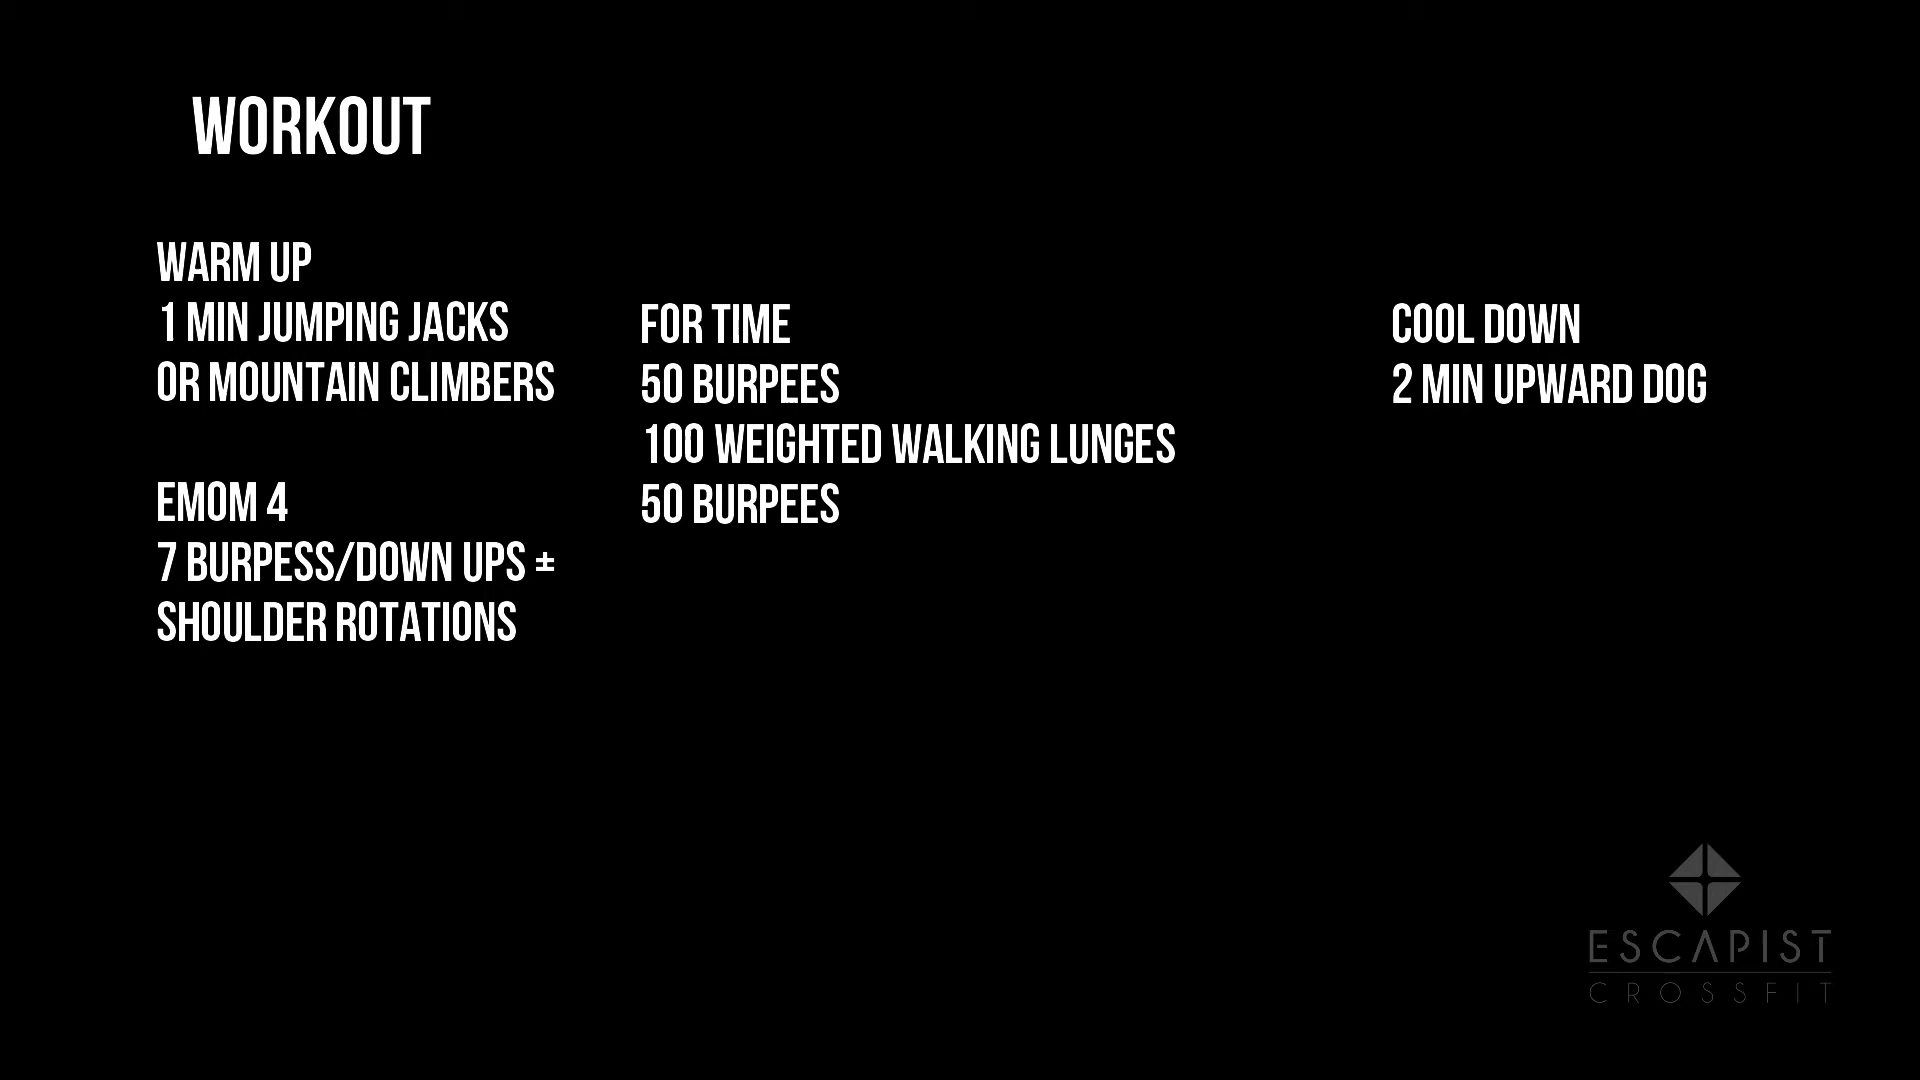 WORKOUT
WARM UP
1 MIN JUMPING JACKS
OR MOUNTAIN CLIMBERS
EMOM 4
7 BURPESS/DOWN UPS ±
SHOULDER ROTATIONS
FOR TIME
50 BURPEES
100 WEIGHTED WALKING LUNGES
50 BURPEES
COOL DOWN
2 MIN UPWARD DOG
ESCAPIST
CROSSFIT